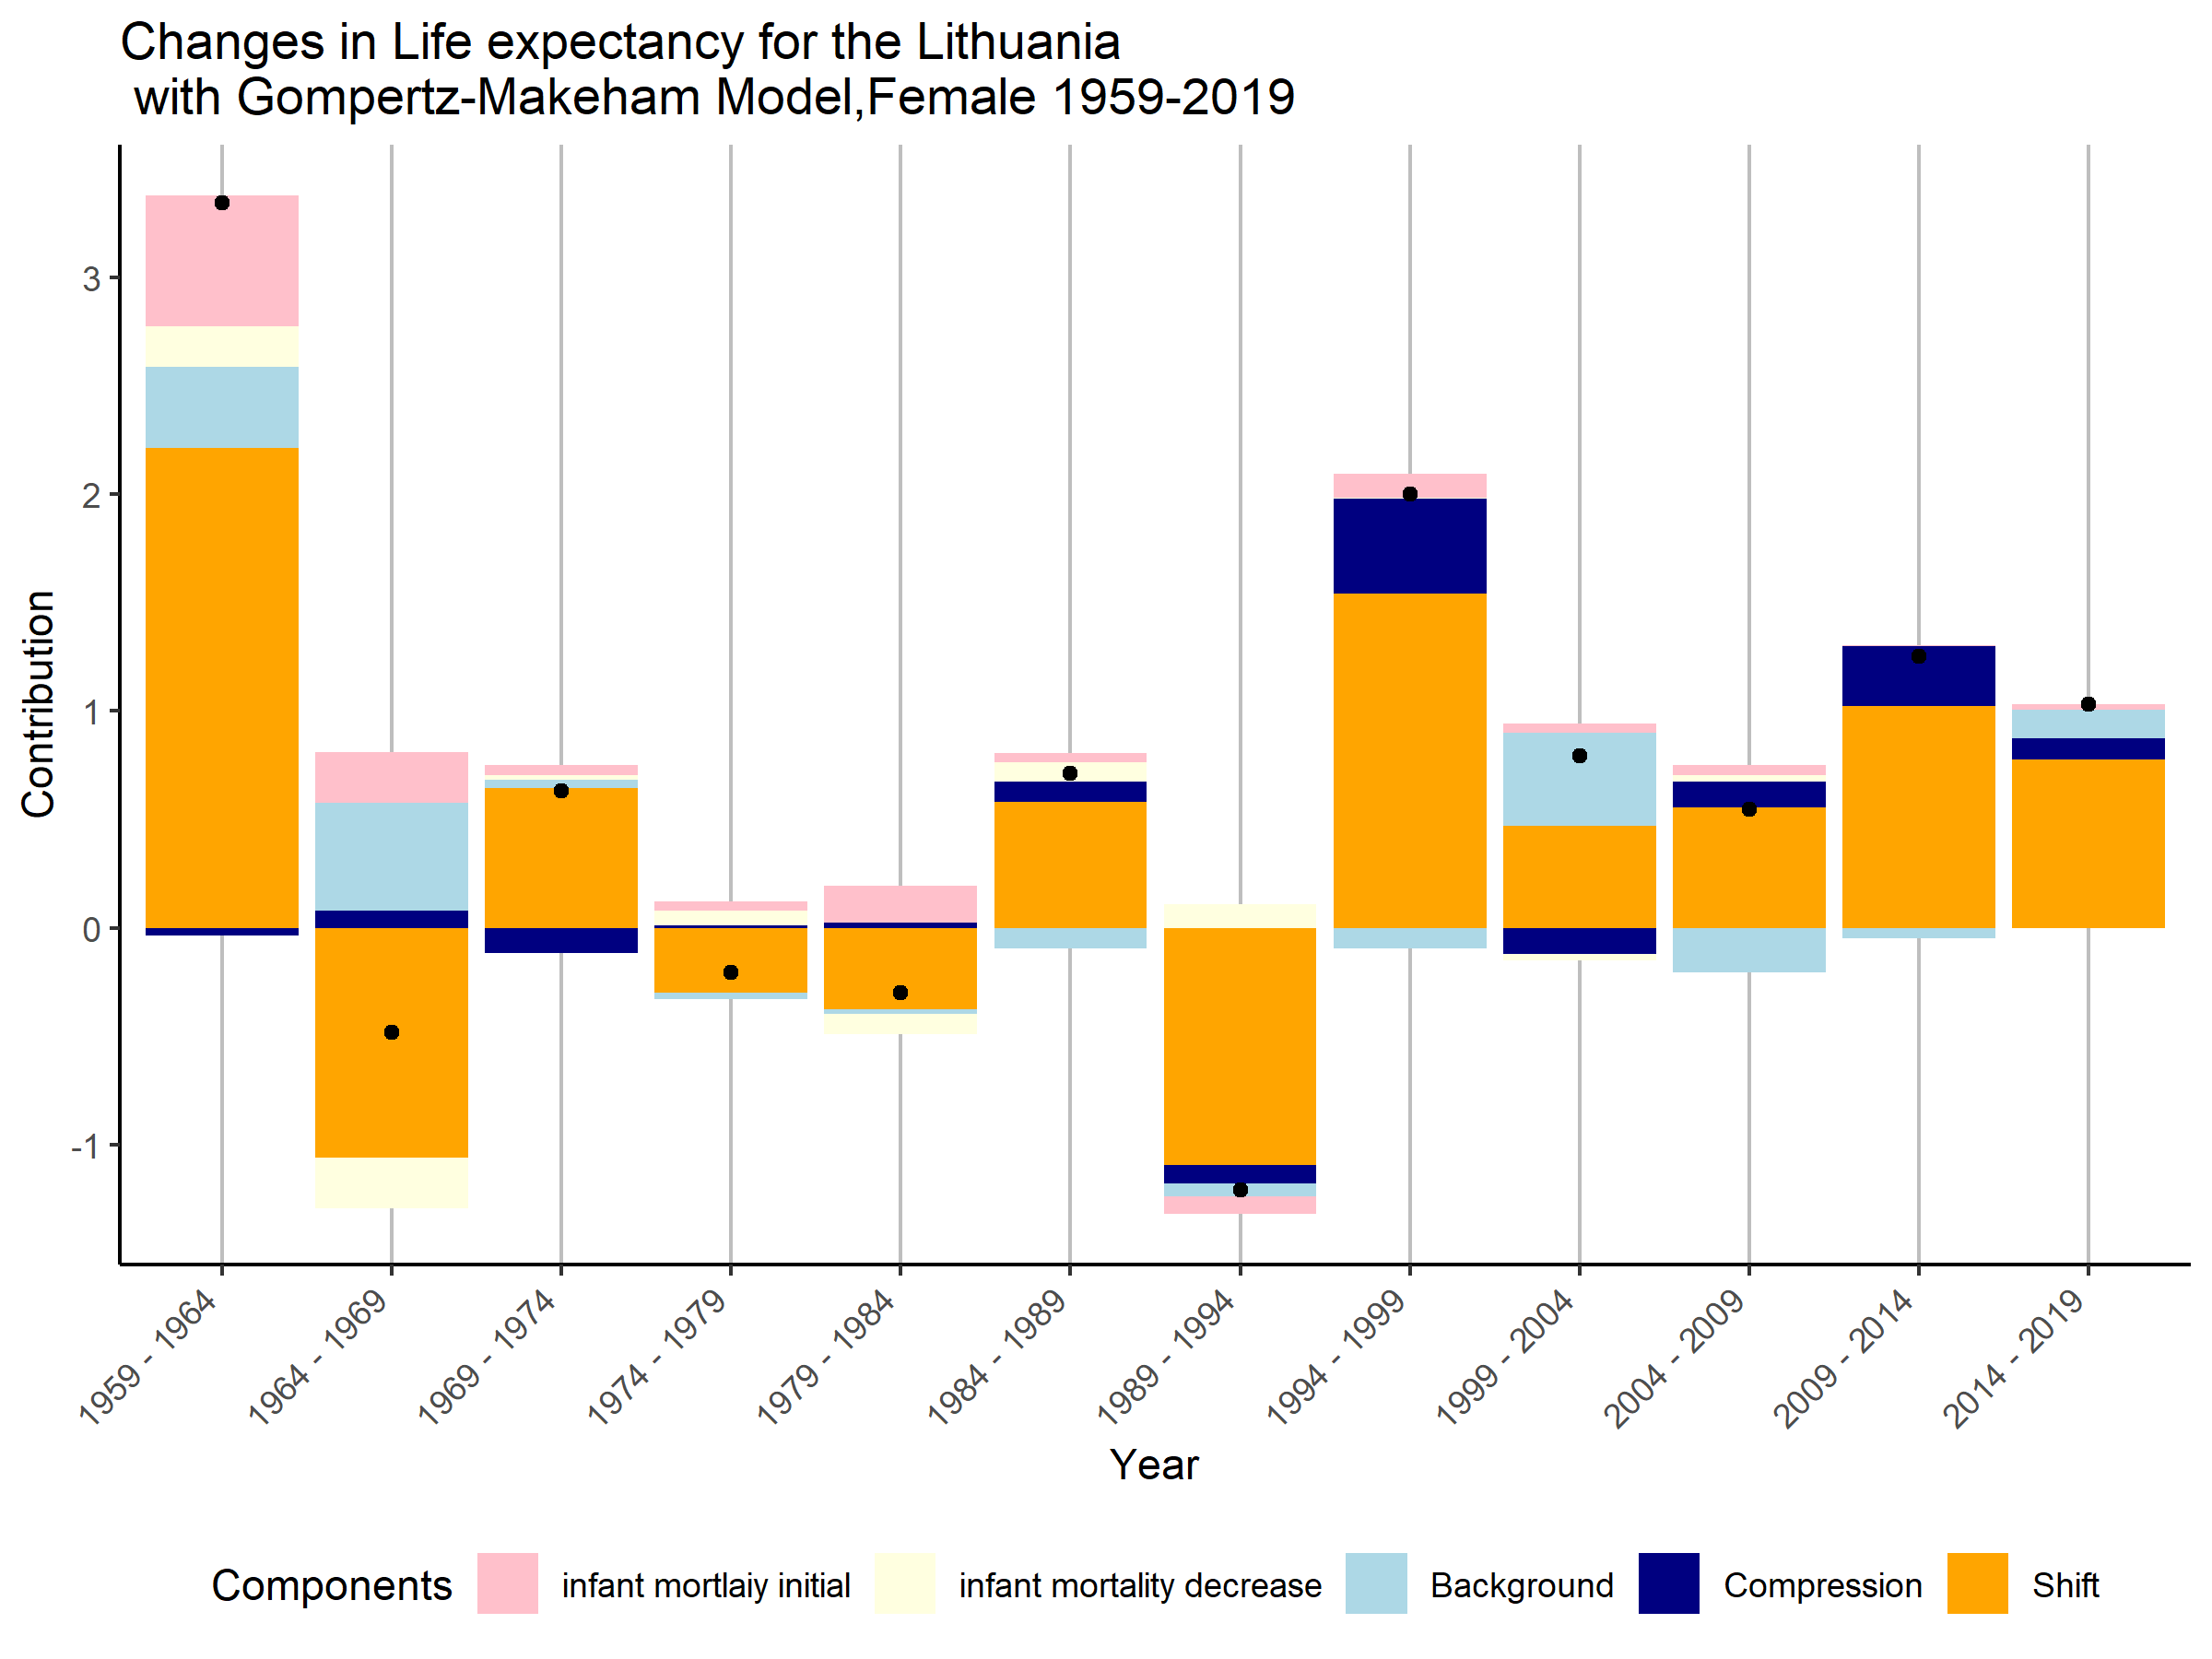 Changes in Life expectancy for the Lithuania
with Gompertz-Makeham Model,Female 1959-2019
Contribution
3
2
1
0
-1
1959 - 1964
1964 - 1969
1969 - 1974
1974 - 1979
1979 - 1984
1984 - 1989
1989 - 1994
1994 - 1999
1999 - 2004
2004 - 2009
2009 - 2014
2014 - 2019
Year
Components infant mortlaiy initial infant mortality decrease Background Compression Shift